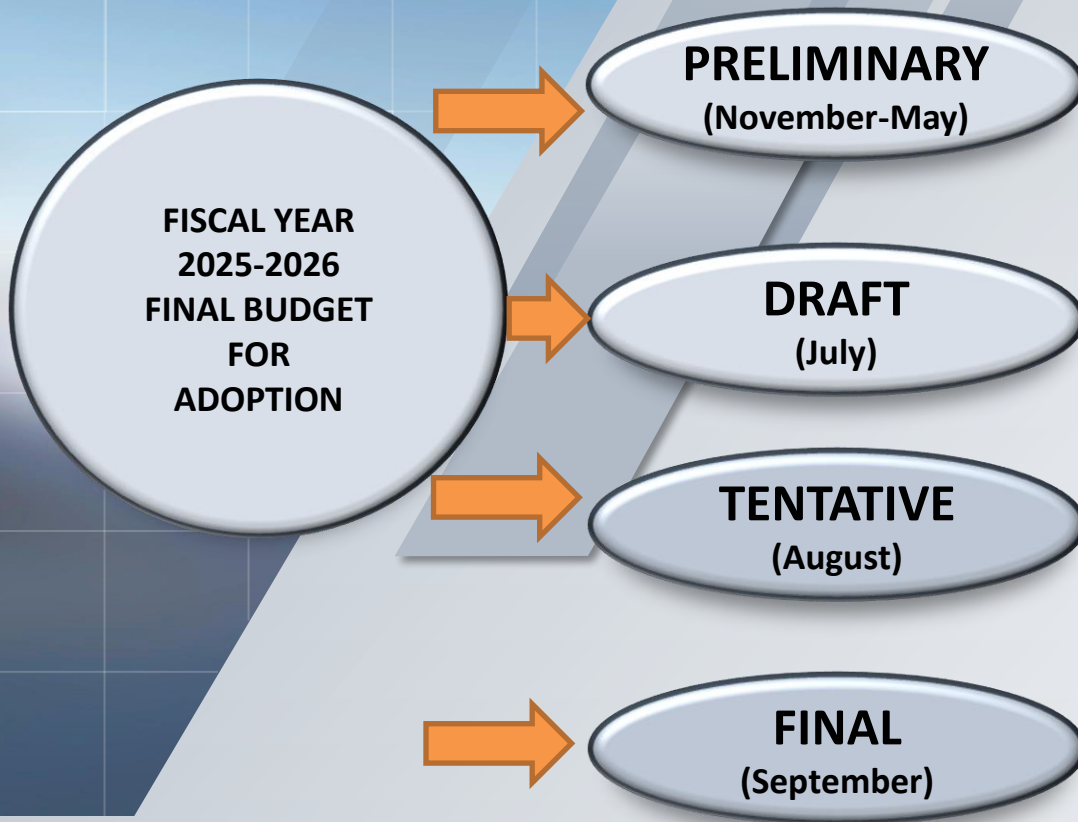 FISCAL YEAR
2025-2026
FINAL BUDGET
FOR
ADOPTION
PRELIMINARY
(November-May)
DRAFT
(July)
TENTATIVE
(August)
FINAL
(September)